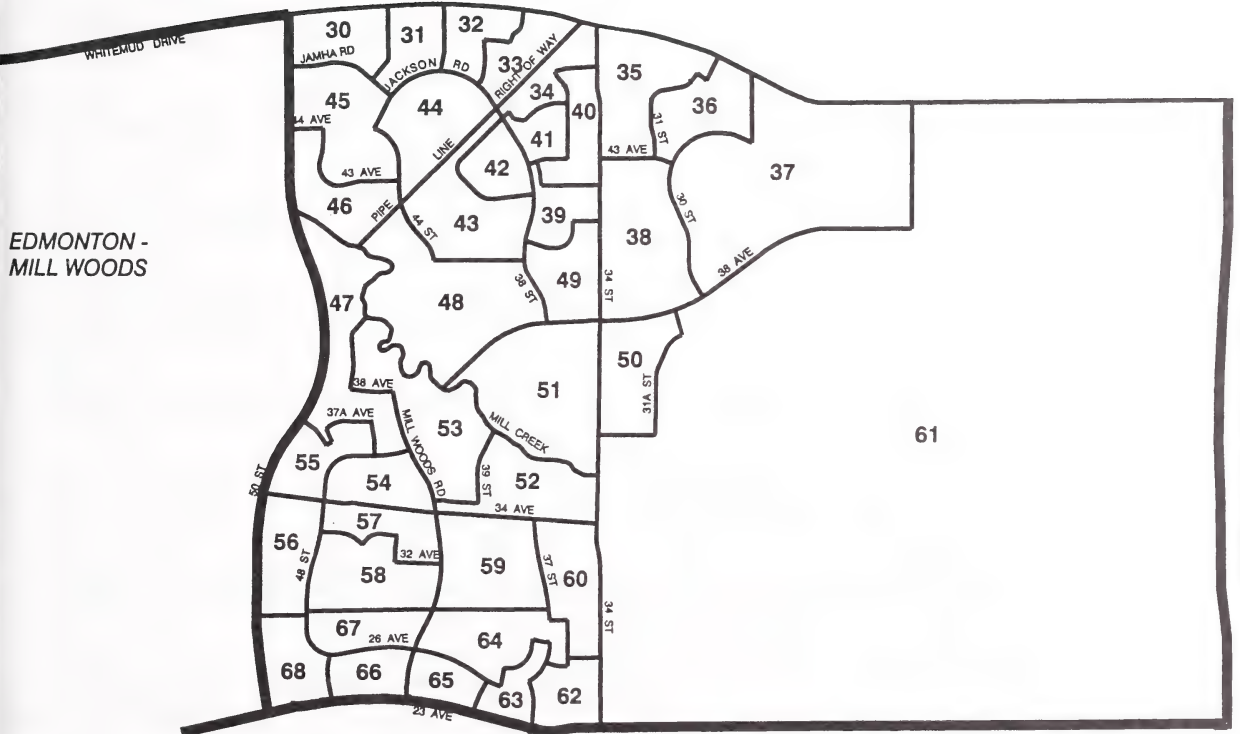 WHITEMUD DRIVE
30
31
32
JAMHA RD
JACKSON RD
33
RIGHT OF WAY
34
35
36
45
44
40
44 AVE
41
31 ST
43 AVE
LINE
42
37
43 AVE
46
PIPE
44 ST
43
39
30 ST
38
EDMONTON -
MILL WOODS
38 AVE
47
48
38 ST
49
34 ST
50
31A ST
38 AVE
51
37A AVE
MILL WOODS RD
53
MILL CREEK
61
55
50 ST
54
39 ST
52
34 AVE
57
56
48 ST
32 AVE
58
59
37 ST
60
34 ST
67
26 AVE
64
68
66
65
63
62
23 AVE